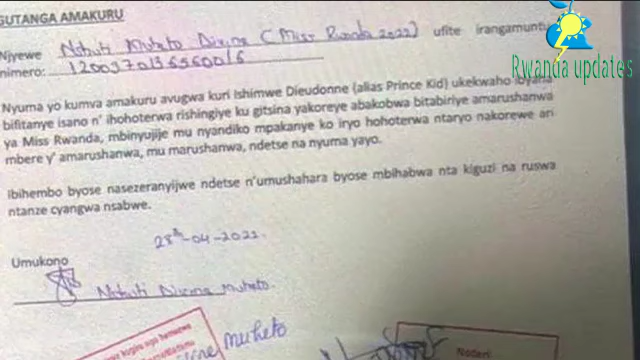 GUTANGA AMAKURU
Njyewe Nshuti Muheto Divine (Miss Rwanda 2022) ufite irangamuntu
nimero:
Rwanda updates
Nyuma yo kumva amakuru avugwa kuri Ishimwe Dieudonne (alias Prince Kid) ukekwaho ibyaha
bifitanye isano n' ihohoterwa rishingiye ku gitsina yakoreye abakobwa bitabiriye amarushanwa
ya Miss Rwanda, mbinyujije mu nyandiko mpakanye ko iryo hohoterwa ntaryo nakorewe ari
mbere y' amarushanwa, mu marushanwa, ndetse na nyuma yayo.
Ibihembo byose nasezeranyijwe ndetse n'umushahara byose mbihabwa nta kiguzi na ruswa
ntanze cyangwa nsabwe.
28th-04-2022.
Umukono
Nshuti Divine Muheto
Muheto
Noteri